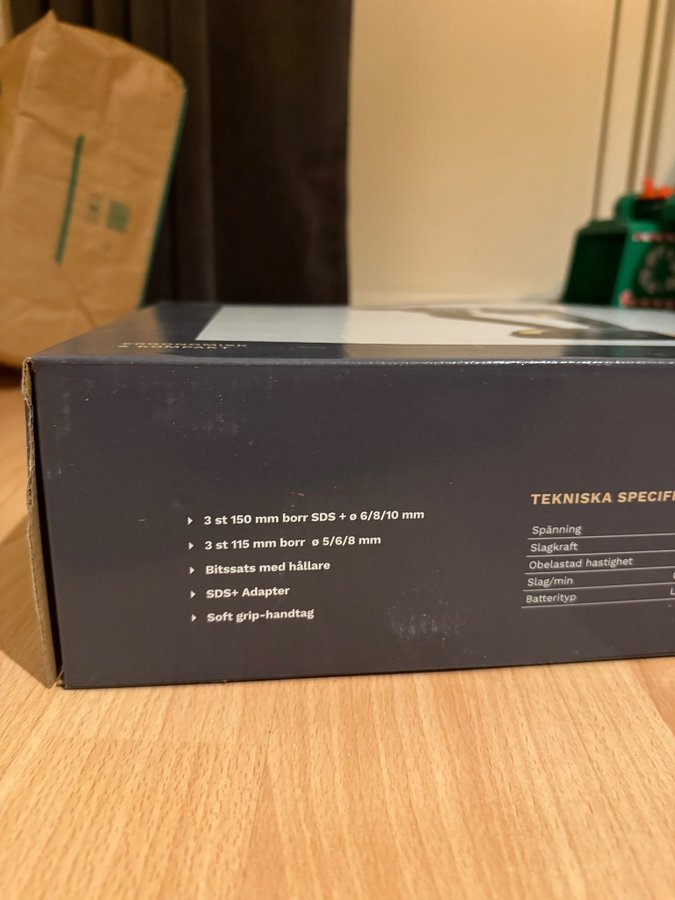 & KOMPAKT
3 st 150 mm borr SDS + ø 6/8/10 mm
3 st 115 mm borr ø 5/6/8 mm
Bitssats med hållare
SDS+ Adapter
Soft grip-handtag
TEKNISKA SPECIFI
Spänning
Slagkraft
Obelastad hastighet
Slag/min
Batterityp